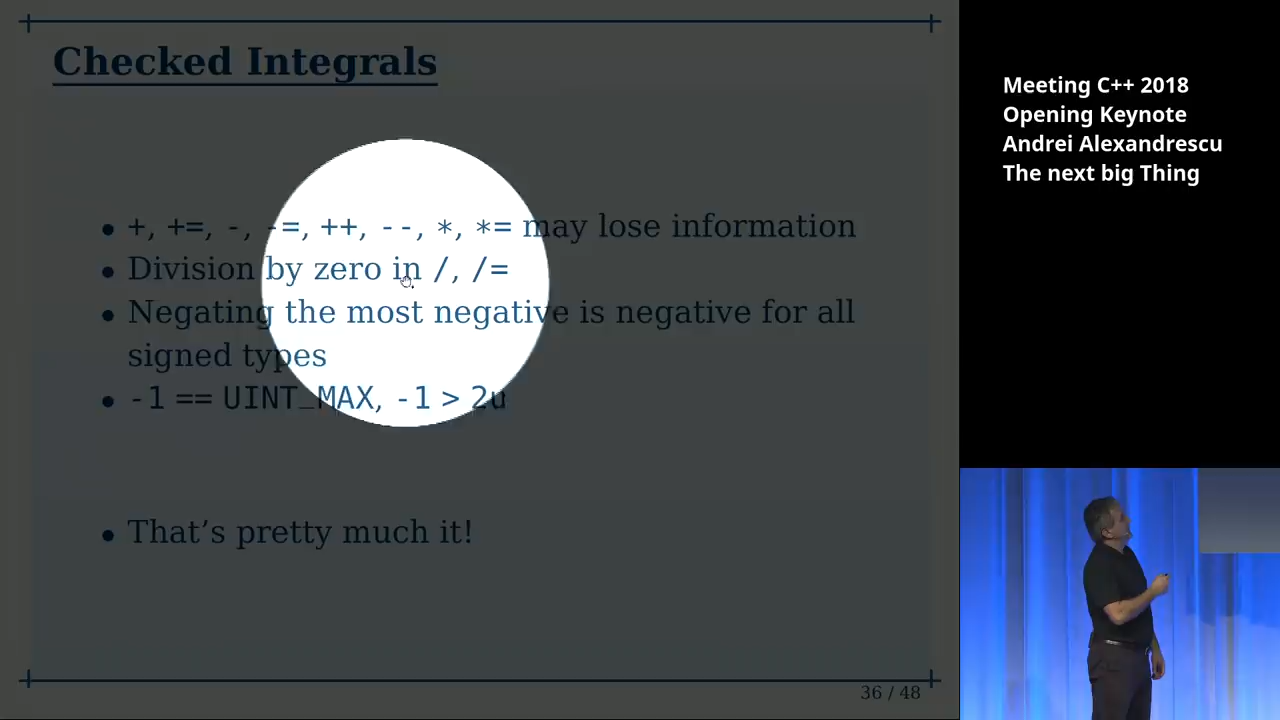 Checked Integrals
• +, +=, -, -=, ++, --, *, *= may lose information
• Division by zero in /, /=
• Negating the most negative is negative for all
signed types
• -1 == UINT_MAX, -1 > 2u
• That’s pretty much it!
36 / 48
Meeting C++ 2018
Opening Keynote
Andrei Alexandrescu
The next big Thing